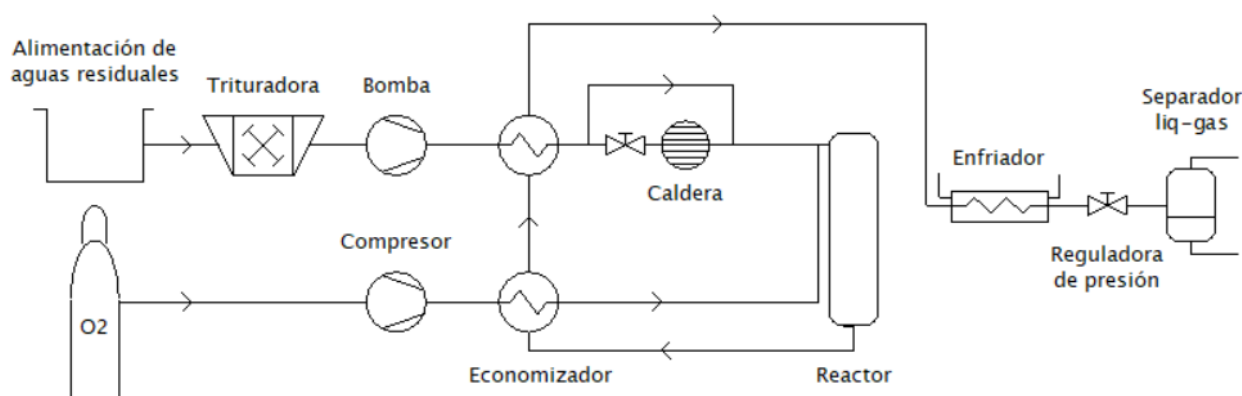 Alimentación de
aguas residuales
Trituradora
Bomba
Caldera
Separador
liq-gas
Enfriador
Reguladora
de presión
Compresor
O2
Economizador
Reactor